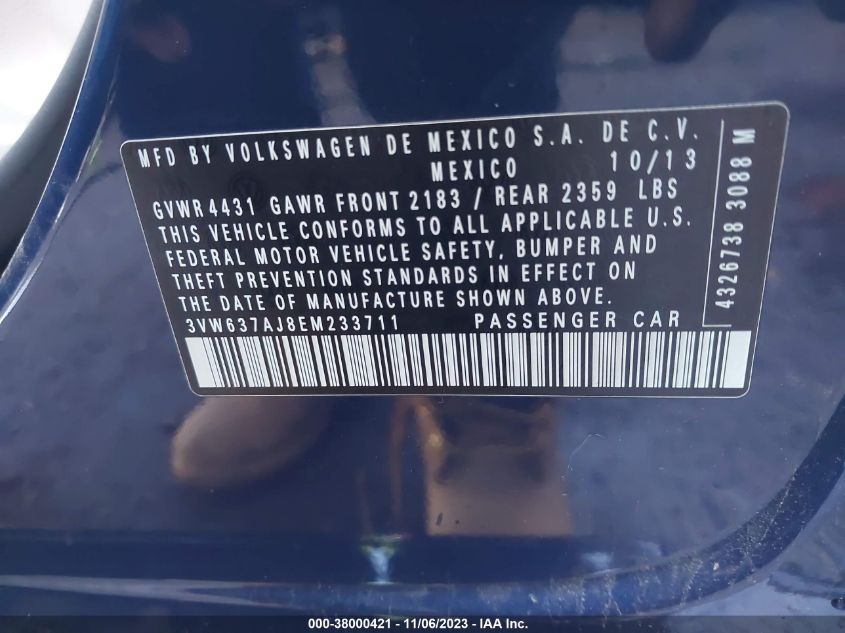 MFD BY VOLKSWAGEN DE MEXICO S.A. DE C.V.
MEXICO 10/13
GVWR 4431 GAWR FRONT 2183 / REAR 2359 LBS
THIS VEHICLE CONFORMS TO ALL APPLICABLE U.S.
FEDERAL MOTOR VEHICLE SAFETY, BUMPER AND
THEFT PREVENTION STANDARDS IN EFFECT ON
THE DATE OF MANUFACTURE SHOWN ABOVE.
3VW637AJ8EM233711 PASSENGER CAR
4326738 3088 M
000-38000421 - 11/06/2023 - IAA Inc.